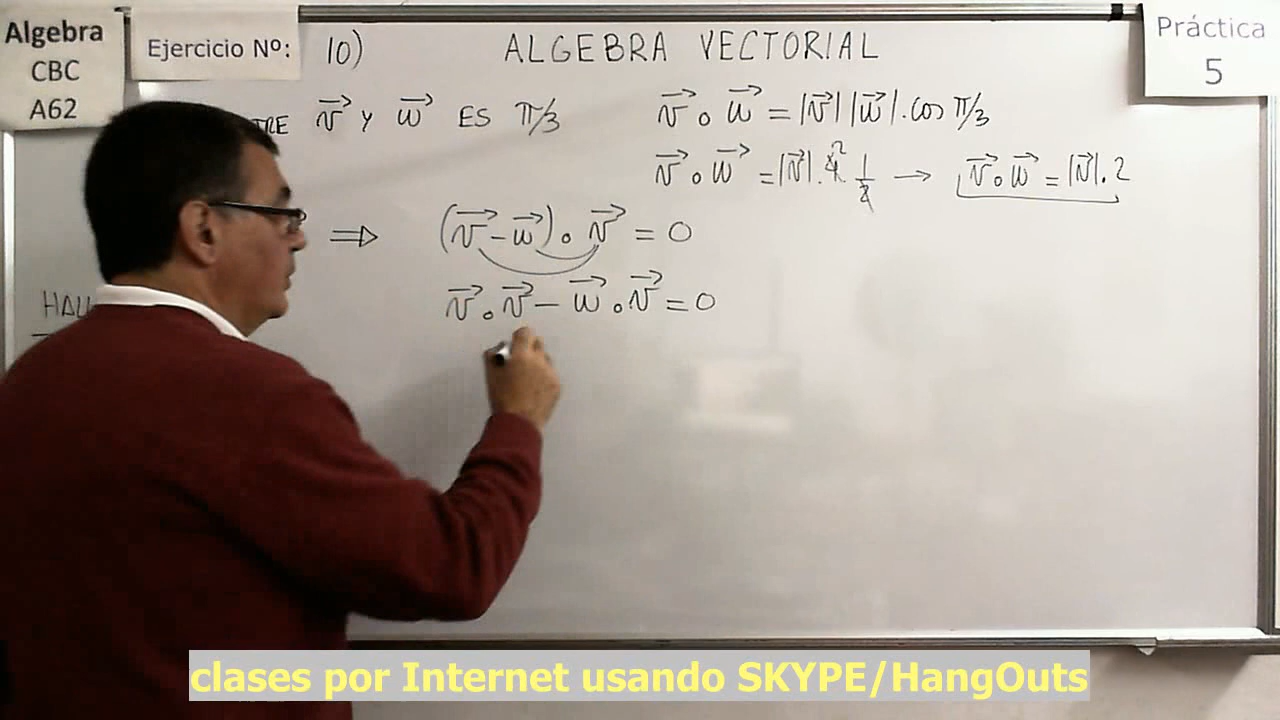 Algebra
CBC
A62
Ejercicio Nº: 10)
ALGEBRA VECTORIAL
Práctica
5
v⃗ y w⃗ ES π/3
v⃗ ∘ w⃗ = |v⃗| |w⃗| . cos π/3
v⃗ ∘ w⃗ = |v⃗| . 4 2 1/2 → v⃗ ∘ w⃗ = |v⃗| . 2
⇒ (v⃗ - w⃗) ∘ v⃗ = 0
v⃗ ∘ v⃗ - w⃗ ∘ v⃗ = 0
clases por Internet usando SKYPE/HangOuts